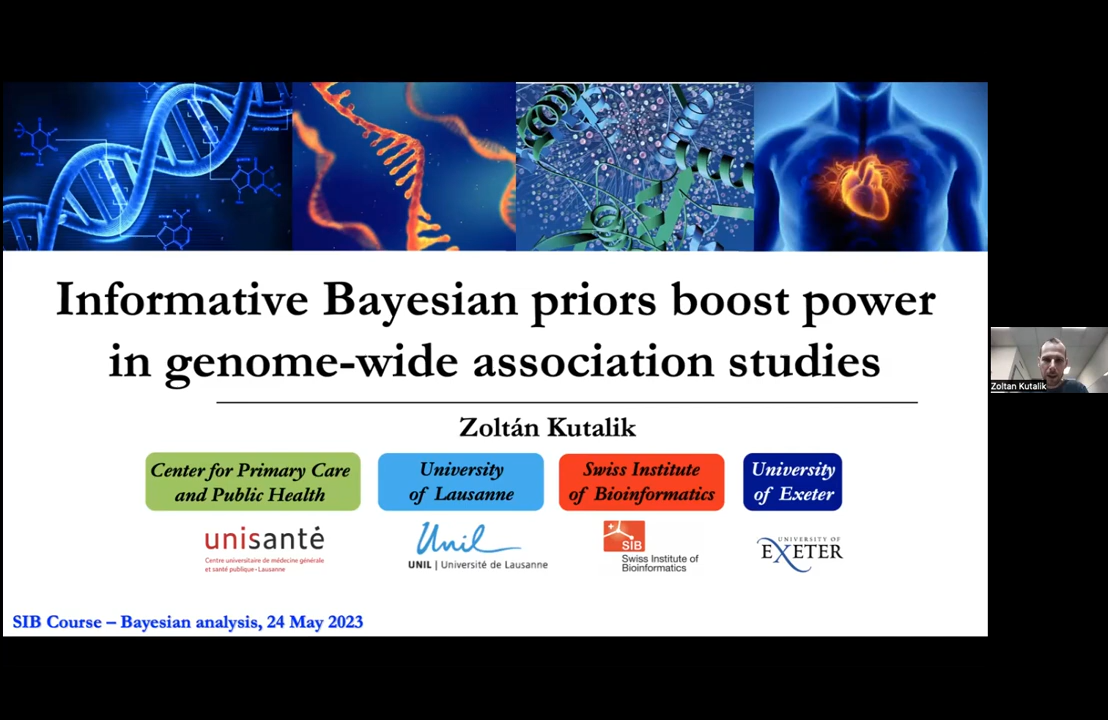 Informative Bayesian priors boost power
in genome-wide association studies
Zoltán Kutalik
Center for Primary Care
and Public Health
University
of Lausanne
Swiss Institute
of Bioinformatics
University
of Exeter
unisanté
Centre universitaire de médecine générale
et santé publique • Lausanne
Unil
UNIL | Université de Lausanne
SIB
Swiss Institute of
Bioinformatics
UNIVERSITY OF
EXETER
SIB Course – Bayesian analysis, 24 May 2023
Zoltan Kutalik